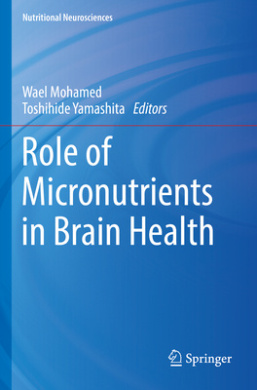 Nutritional Neurosciences
Wael Mohamed
Toshihide Yamashita Editors
Role of
Micronutrients
in Brain Health
Springer